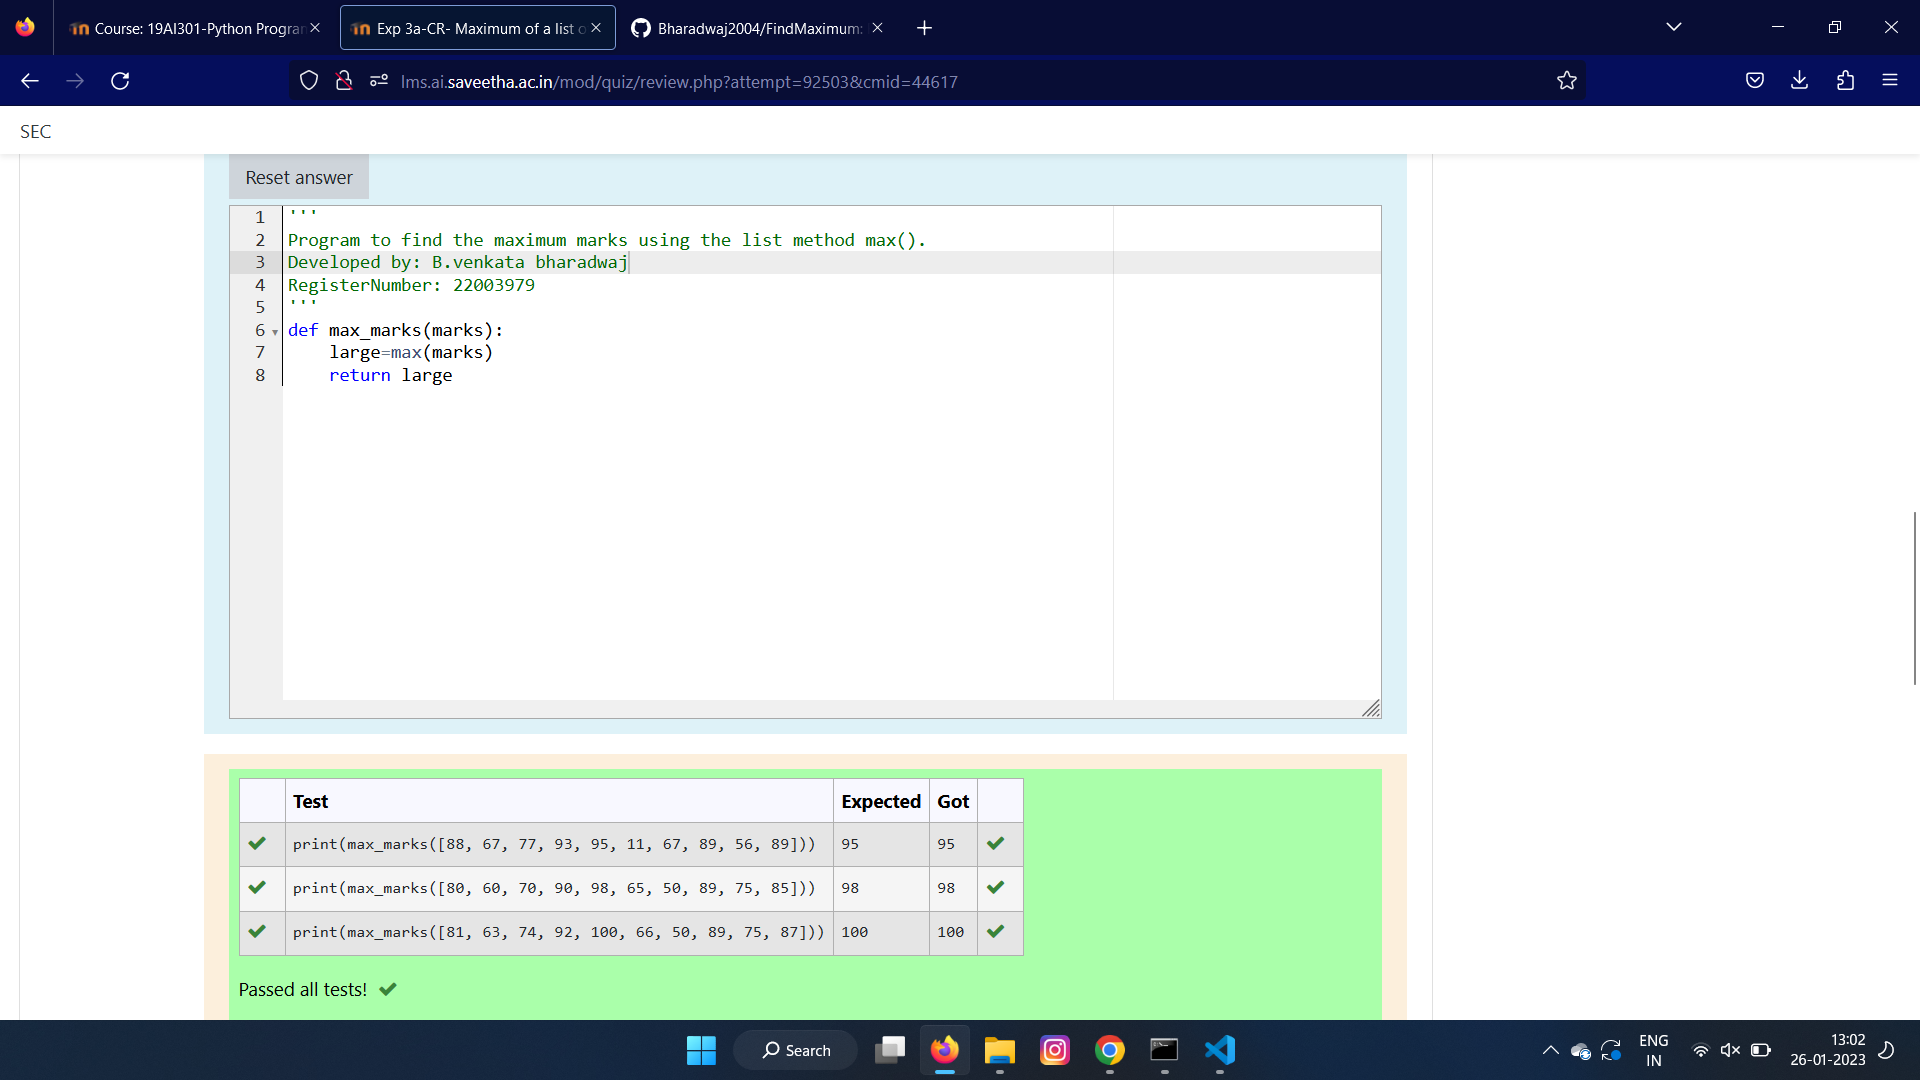 Course: 19AI301-Python Progran
Exp 3a-CR- Maximum of a list o
Bharadwaj2004/FindMaximum:
lms.ai.saveetha.ac.in/mod/quiz/review.php?attempt=92503&cmid=44617
SEC
Reset answer
1 '''
2 Program to find the maximum marks using the list method max().
3 Developed by: B.venkata bharadwaj
4 RegisterNumber: 22003979
5 '''
6 def max_marks(marks):
7     large=max(marks)
8     return large
Test Expected Got
print(max_marks([88, 67, 77, 93, 95, 11, 67, 89, 56, 89])) 95 95
print(max_marks([80, 60, 70, 90, 98, 65, 50, 89, 75, 85])) 98 98
print(max_marks([81, 63, 74, 92, 100, 66, 50, 89, 75, 87])) 100 100
Passed all tests!
Search
ENG
IN
13:02
26-01-2023